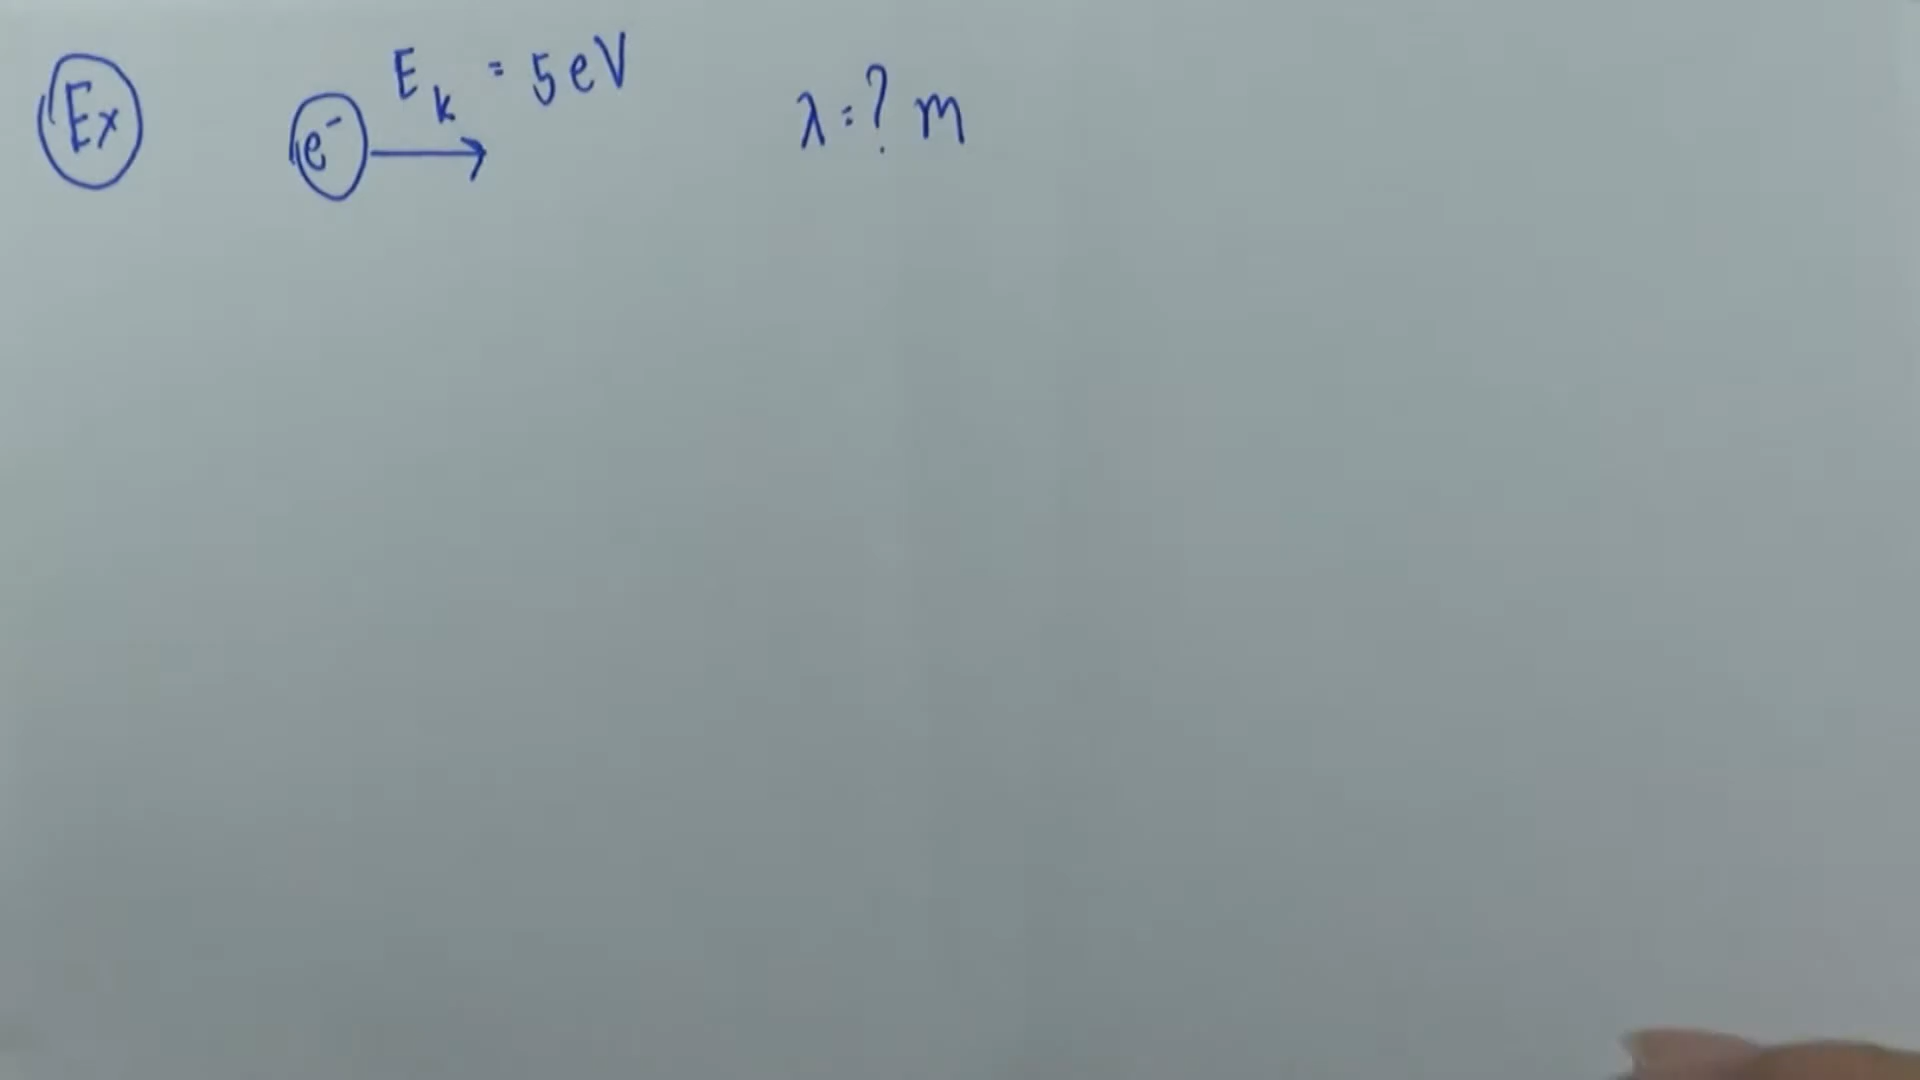 Ex e⁻ E_k = 5 eV λ = ? m